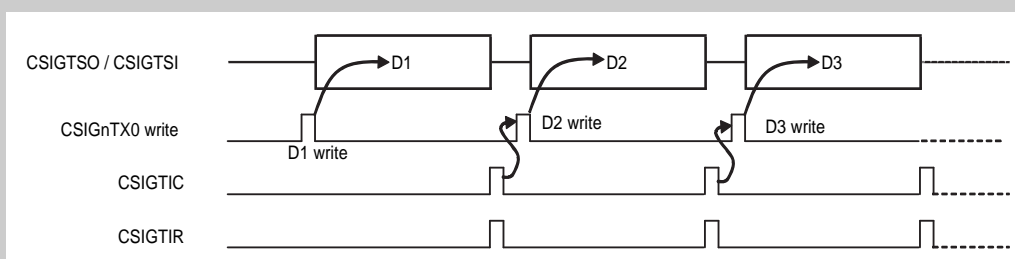 CSIGTSO / CSIGTSI
D1
D2
D3
CSIGnTX0 write
D1 write
D2 write
D3 write
CSIGTIC
CSIGTIR